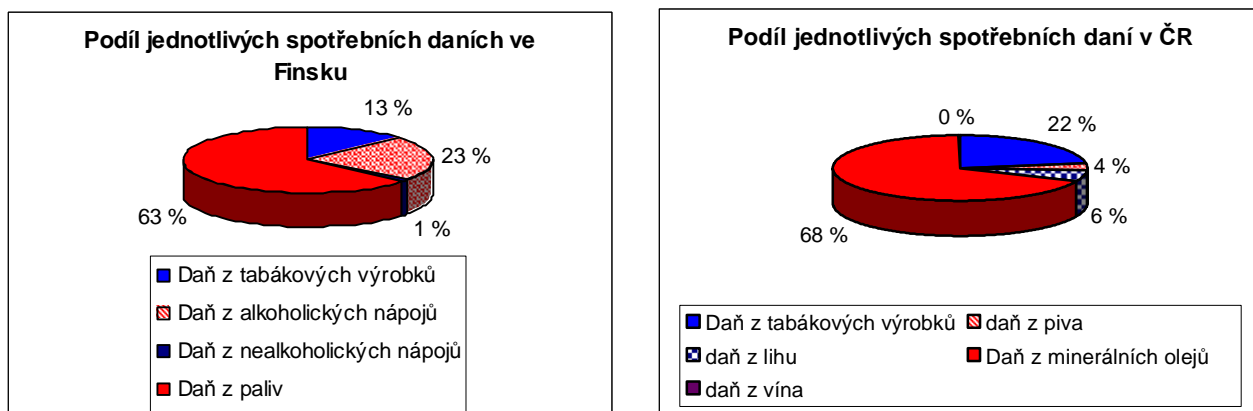 Podíl jednotlivých spotřebních daních ve
Finsku
13 %
23 %
1 %
63 %
Daň z tabákových výrobků
Daň z alkoholických nápojů
Daň z nealkoholických nápojů
Daň z paliv
Podíl jednotlivých spotřebních daní v ČR
0 %
22 %
4 %
6 %
68 %
Daň z tabákových výrobků
daň z piva
daň z lihu
Daň z minerálních olejů
daň z vína